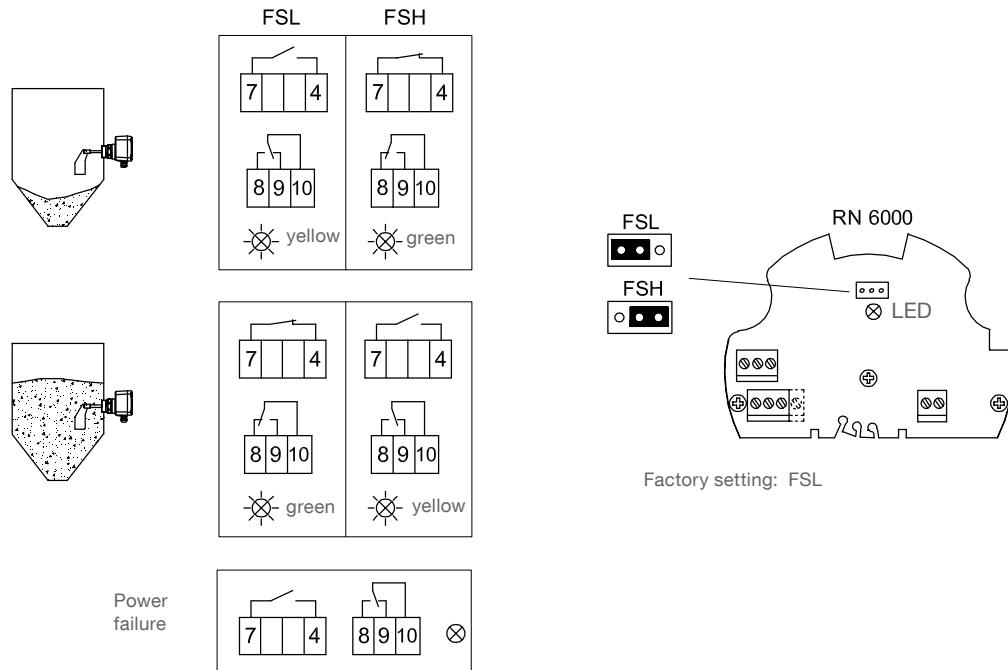 FSL FSH
7 4 7 4
8 9 10 8 9 10
yellow green
7 4 7 4
8 9 10 8 9 10
green yellow
Power
failure
7 4 8 9 10
RN 6000
FSL
FSH
LED
Factory setting: FSL